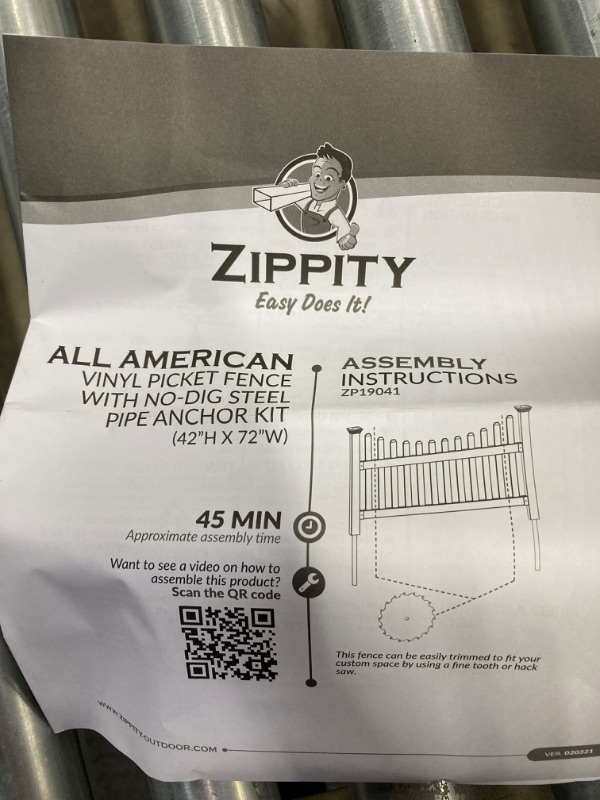 ZIPPITY
Easy Does It!
ALL AMERICAN
VINYL PICKET FENCE
WITH NO-DIG STEEL
PIPE ANCHOR KIT
(42"H X 72"W)
45 MIN
Approximate assembly time
Want to see a video on how to
assemble this product?
Scan the QR code
ASSEMBLY
INSTRUCTIONS
ZP19041
This fence can be easily trimmed to fit your
custom space by using a fine tooth or hack
saw.
WWW.ZIPPITYOUTDOOR.COM
VER. 020321